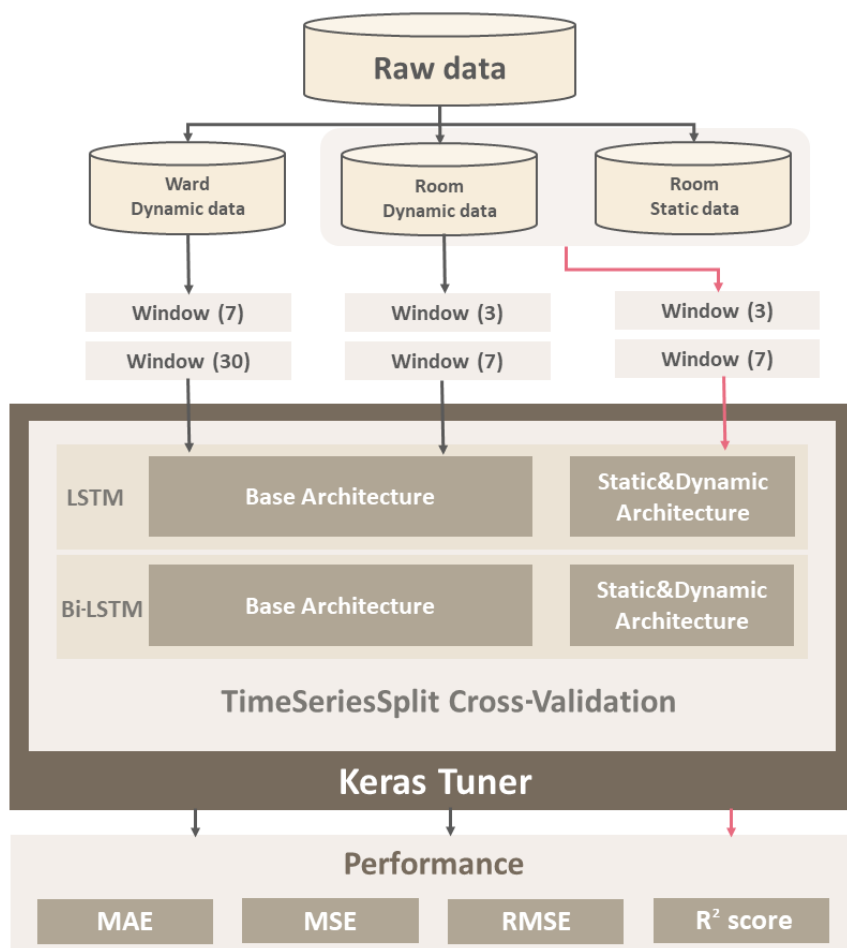 Raw data
Ward
Dynamic data
Room
Dynamic data
Room
Static data
Window (7)
Window (3)
Window (3)
Window (30)
Window (7)
Window (7)
LSTM
Base Architecture
Static&Dynamic
Architecture
Bi-LSTM
Base Architecture
Static&Dynamic
Architecture
TimeSeriesSplit Cross-Validation
Keras Tuner
Performance
MAE
MSE
RMSE
R² score